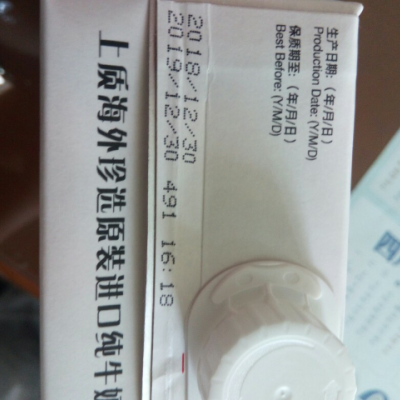 生产日期：（年/月/日）
Production Date: (Y/M/D)
保质期至：（年/月/日）
Best Before: (Y/M/D)
2018/12/30
2019/12/30 491 16:18
上质海外珍选原装进口纯牛奶